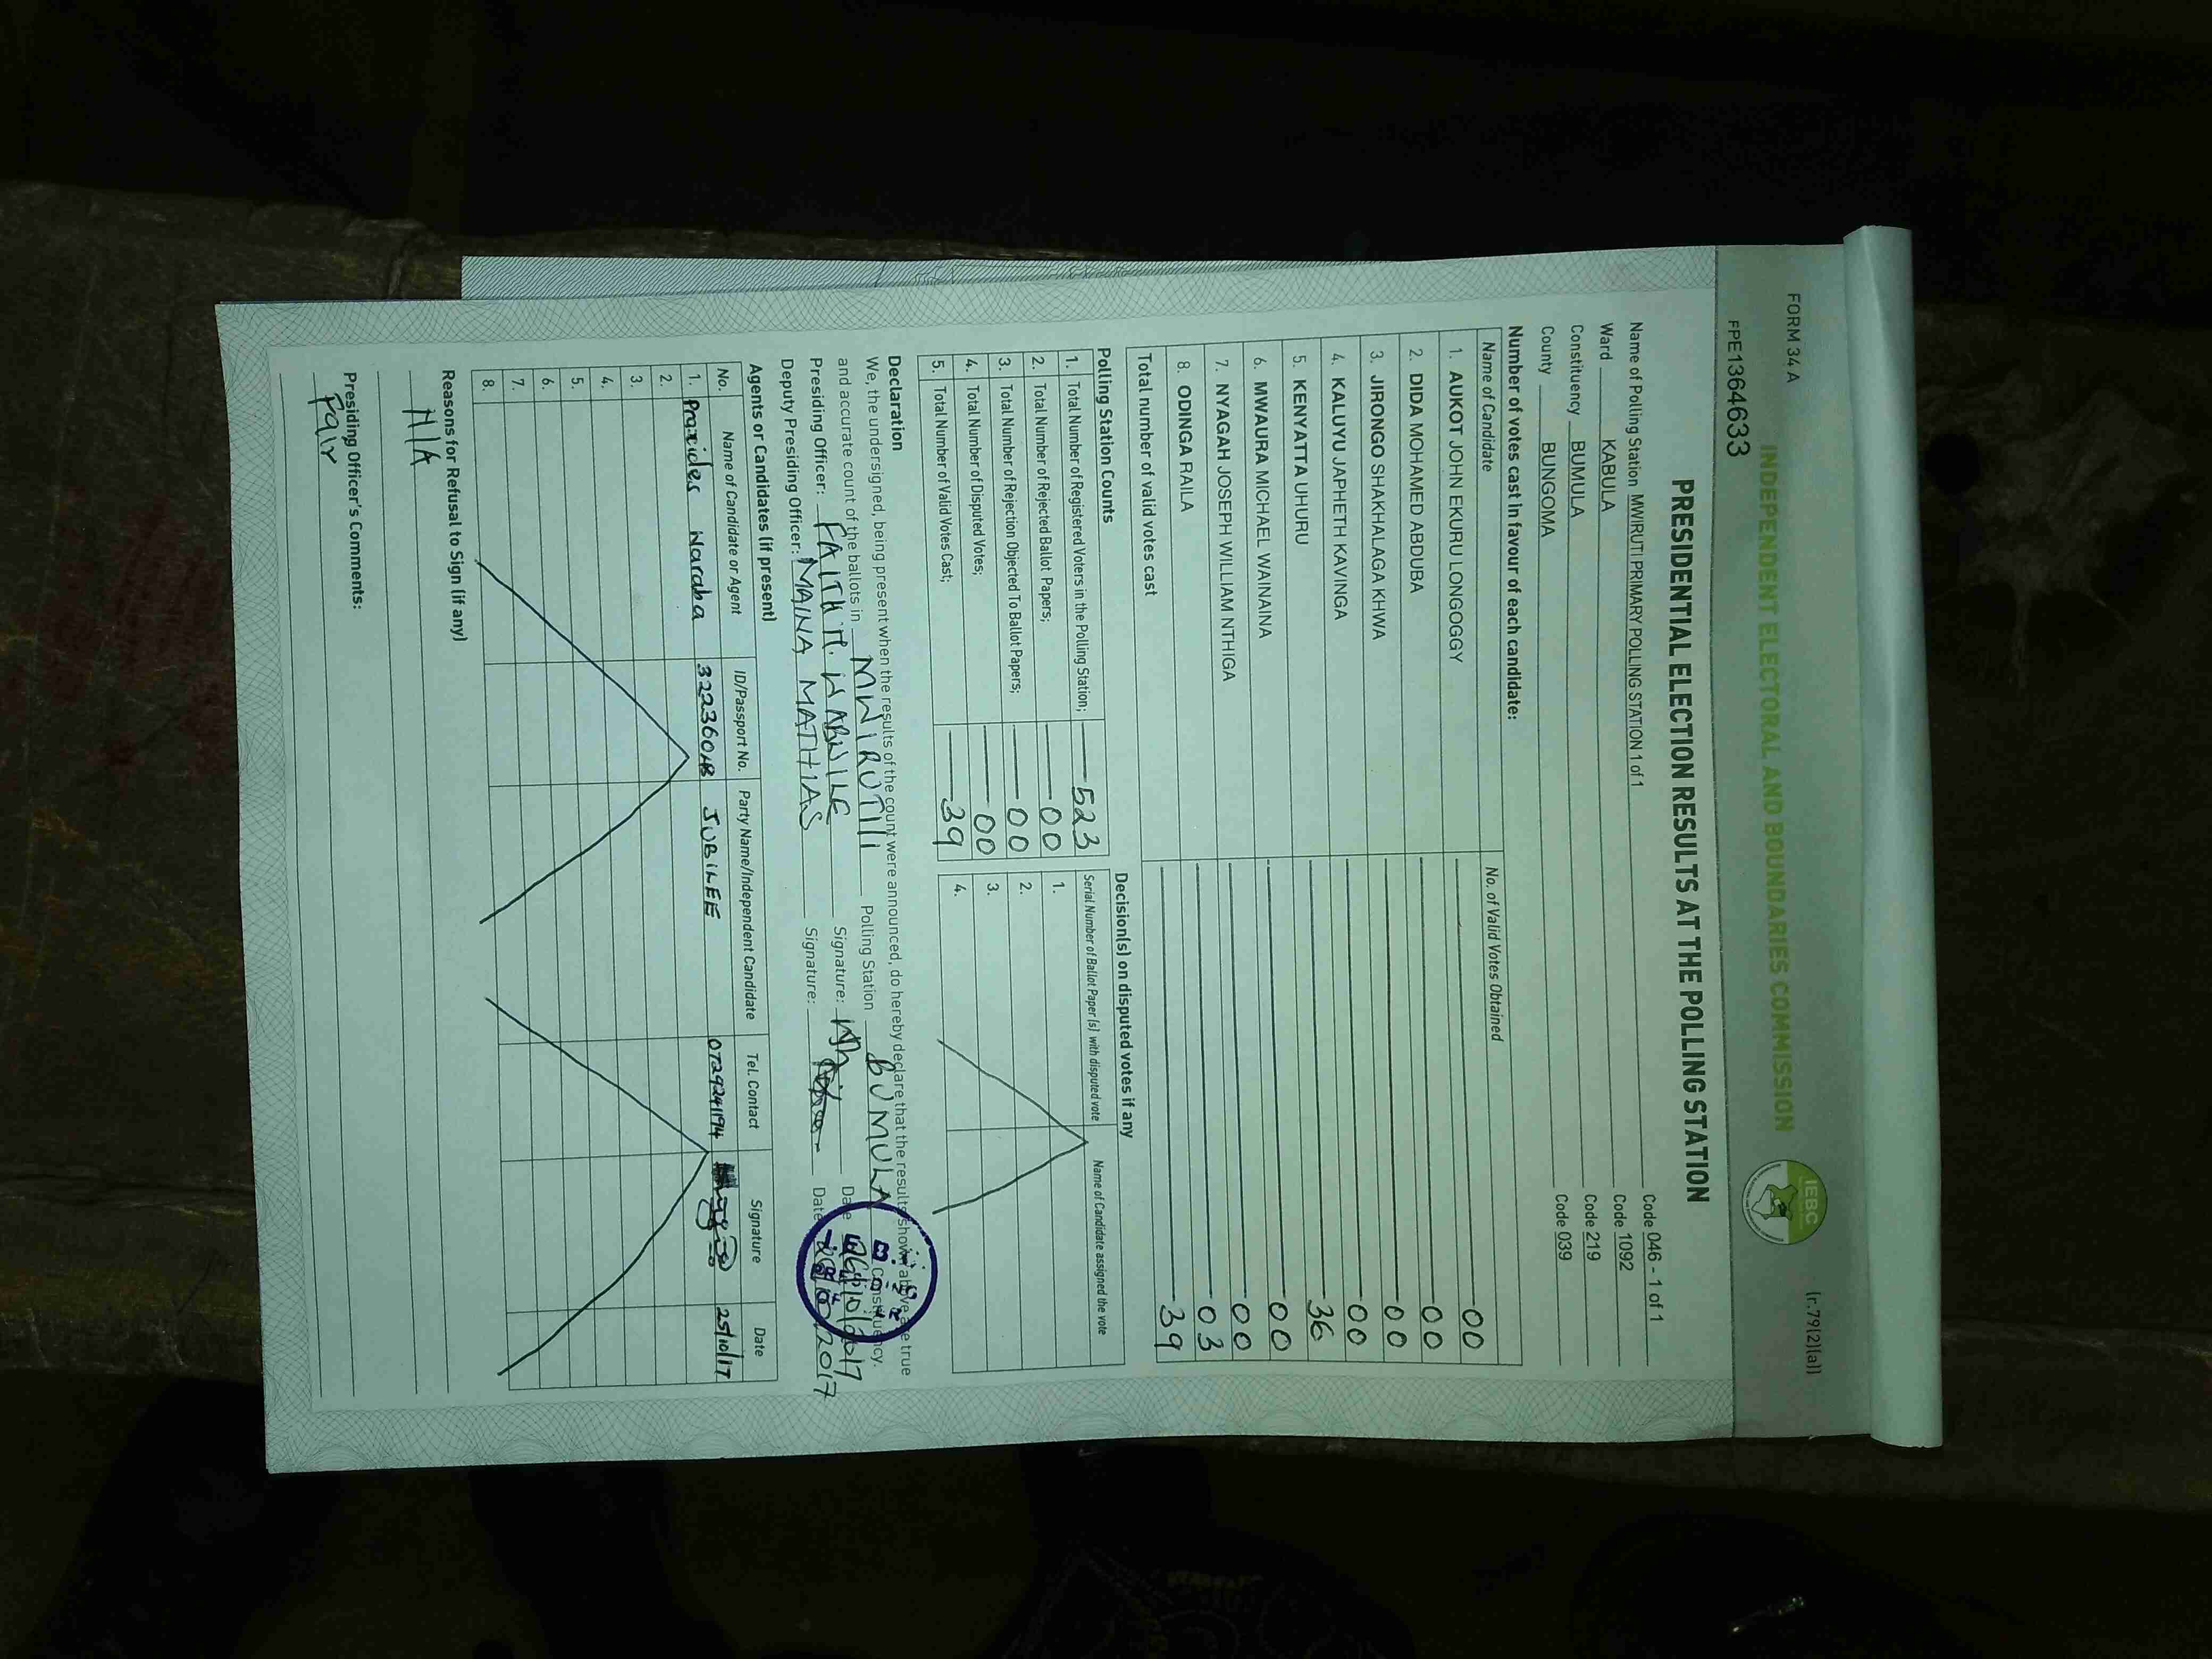 FORM 34 A
(r.79(2)(a))
INDEPENDENT ELECTORAL AND BOUNDARIES COMMISSION
IEBC
FPE1364633
PRESIDENTIAL ELECTION RESULTS AT THE POLLING STATION
Name of Polling Station MWIRUTI PRIMARY POLLING STATION 1 of 1 Code 046 - 1 of 1
Ward KABULA Code 1092
Constituency BUMULA Code 219
County BUNGOMA Code 039
Number of votes cast in favour of each candidate:
Name of Candidate No. of Valid Votes Obtained
1. AUKOT JOHN EKURU LONGOGGY 00
2. DIDA MOHAMED ABDUBA 00
3. JIRONGO SHAKHALAGA KHWA 00
4. KALUYU JAPHETH KAVINGA 00
5. KENYATTA UHURU 36
6. MWAURA MICHAEL WAINAINA 00
7. NYAGAH JOSEPH WILLIAM NTHIGA 00
8. ODINGA RAILA 03
Total number of valid votes cast 39
Polling Station Counts
1. Total Number of Registered Voters in the Polling Station; 523
2. Total Number of Rejected Ballot Papers; 00
3. Total Number of Rejection Objected To Ballot Papers; 00
4. Total Number of Disputed Votes; 00
5. Total Number of Valid Votes Cast; 39
Decision(s) on disputed votes if any
Serial Number of Ballot Paper (s) with disputed vote Name of Candidate assigned the vote
1.
2.
3.
4.
Declaration
We, the undersigned, being present when the results of the count were announced, do hereby declare that the results shown above are true
and accurate count of the ballots in MWIRUTI Polling Station BUMULA Constituency.
Presiding Officer: FAITH Signature: Date 26/10/2017
Deputy Presiding Officer: MAINA MATHIAS Signature: Date 2017
Agents or Candidates (if present)
No. Name of Candidate or Agent ID/Passport No. Party Name/Independent Candidate Tel. Contact Signature Date
1. Praxides JUBILEE 0729241194 25/10/17
2.
3.
4.
5.
6.
7.
8.
Reasons for Refusal to Sign (if any)
N/A
Presiding Officer's Comments:
Fair